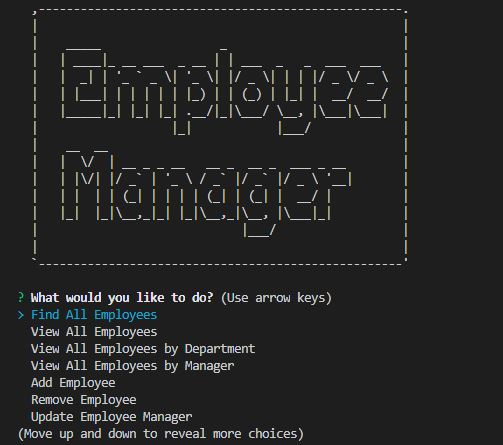 Employee
Manager
? What would you like to do? (Use arrow keys)
> Find All Employees
View All Employees
View All Employees by Department
View All Employees by Manager
Add Employee
Remove Employee
Update Employee Manager
(Move up and down to reveal more choices)